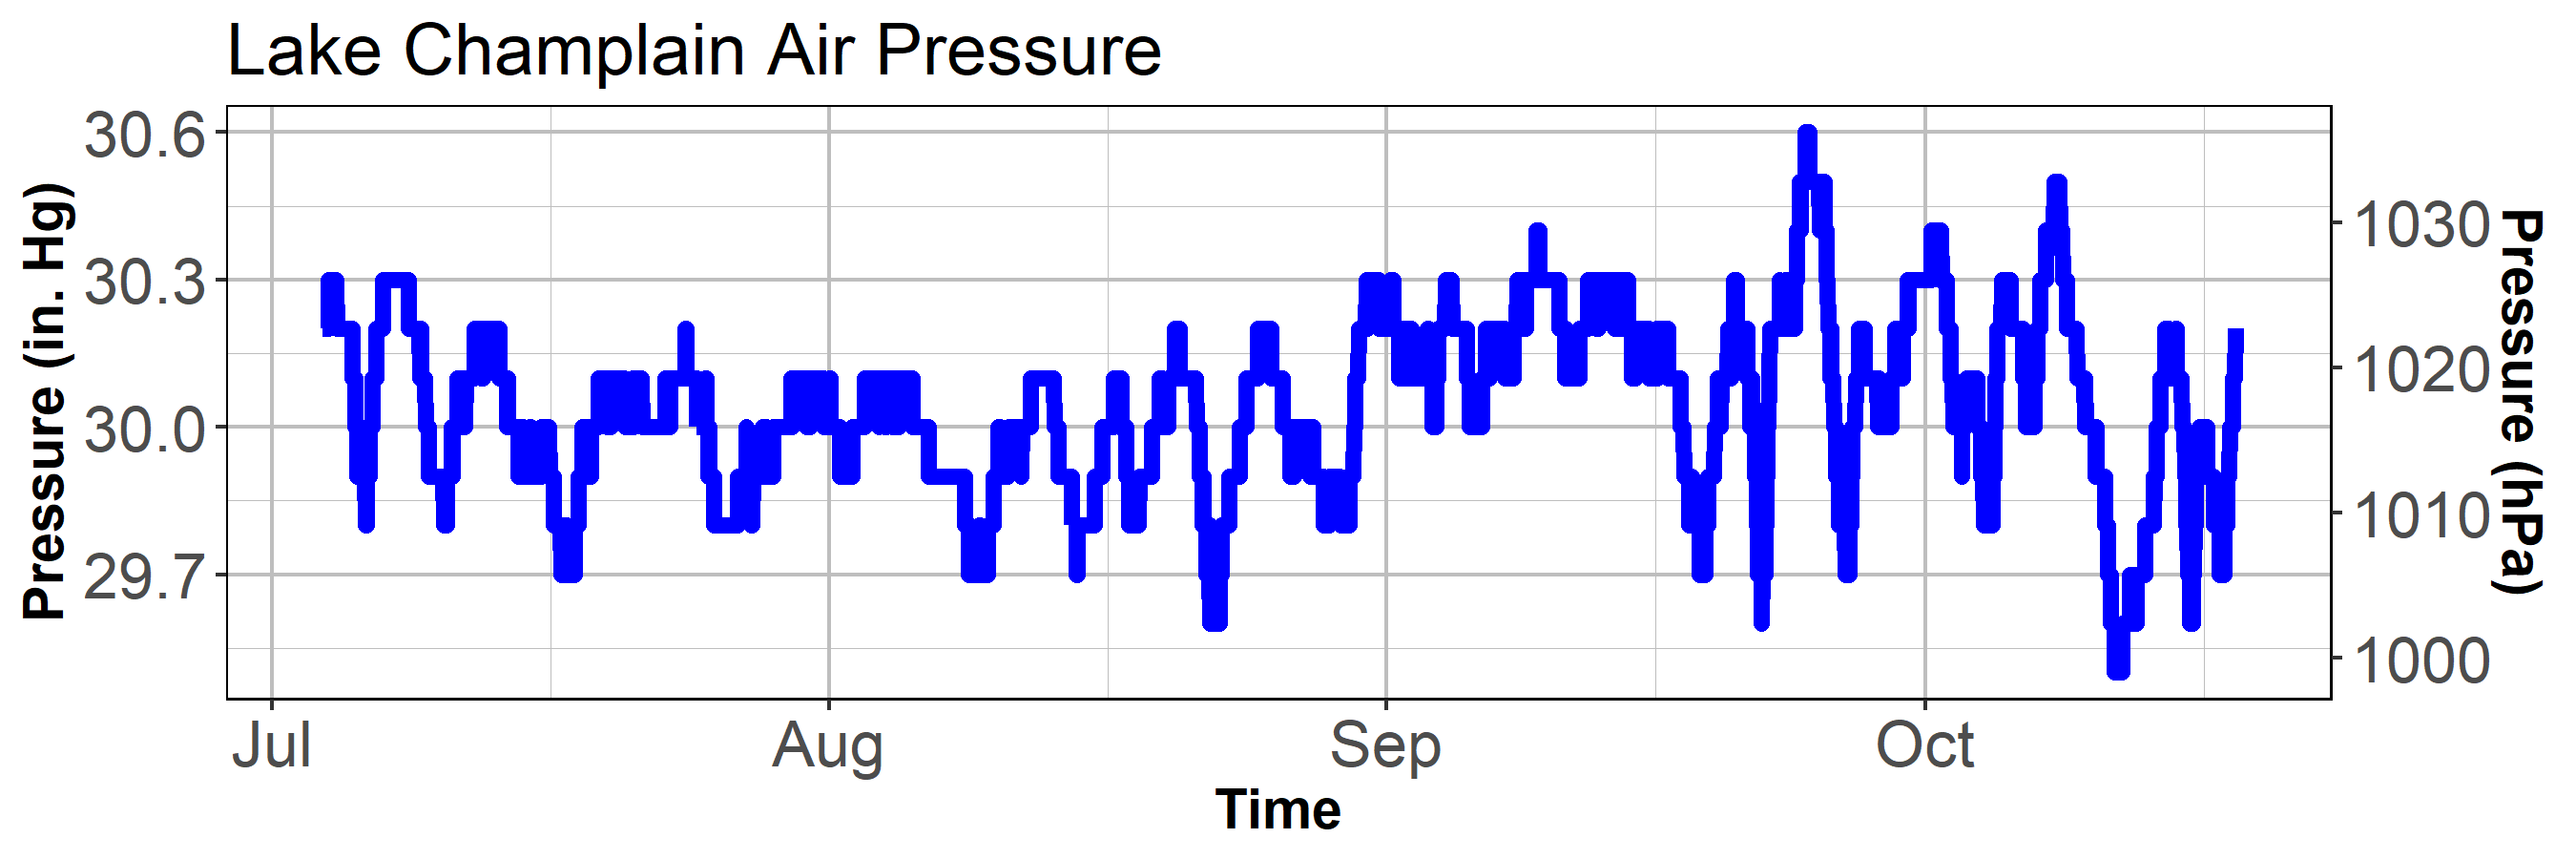 Lake Champlain Air Pressure
Pressure (in. Hg)
30.6
30.3
30.0
29.7
1030
1020
1010
1000
Pressure (hPa)
Jul Aug Sep Oct
Time